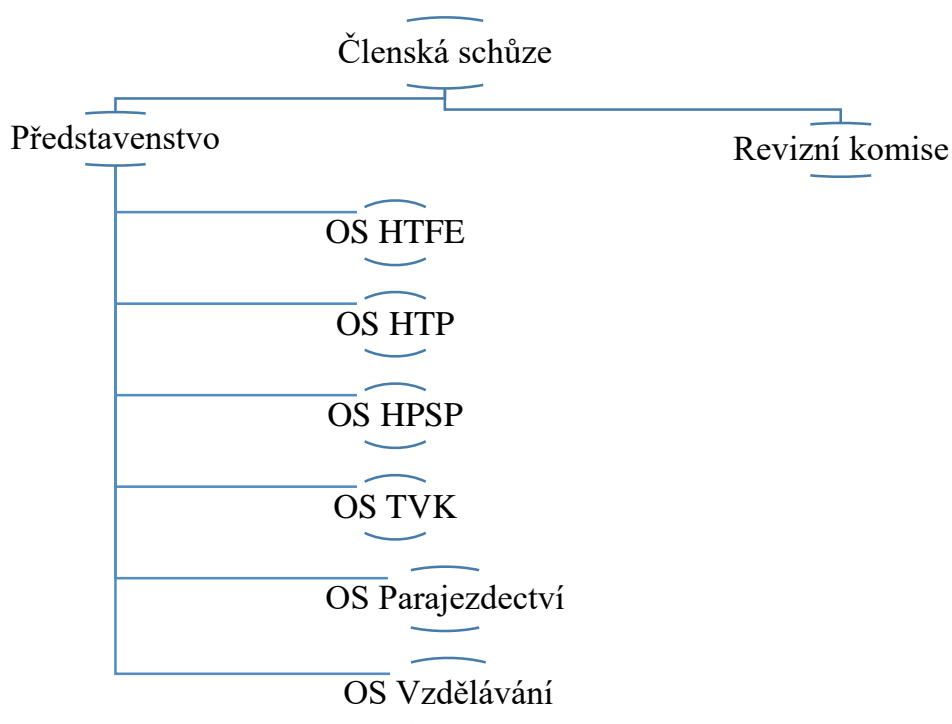 Členská schůze
Představenstvo
Revizní komise
OS HTFE
OS HTP
OS HPSP
OS TVK
OS Parajezdectví
OS Vzdělávání